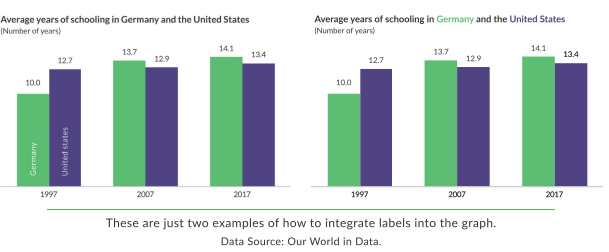 Average years of schooling in Germany and the United States
(Number of years)
10.0
12.7
13.7
12.9
14.1
13.4
Germany
United states
1997
2007
2017
Average years of schooling in Germany and the United States
(Number of years)
10.0
12.7
13.7
12.9
14.1
13.4
1997
2007
2017
These are just two examples of how to integrate labels into the graph.
Data Source: Our World in Data.